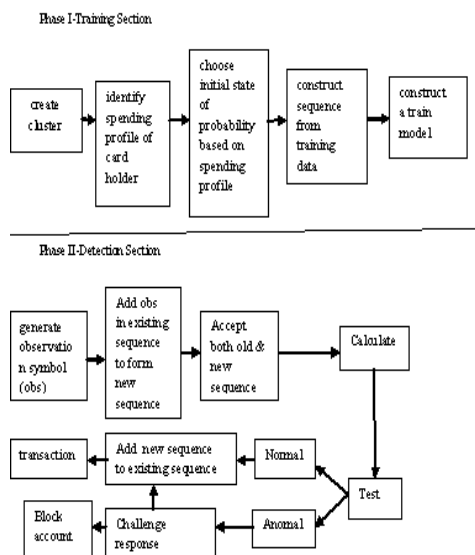 Phase I-Training Section
create
cluster
identify
spending
profile of
card
holder
choose
initial state
of
probability
based on
spending
profile
construct
sequence
from
training
data
construct
a train
model
Phase II-Detection Section
generate
observatio
n symbol
(obs)
Add obs
in existing
sequence
to form
new
sequence
Accept
both old &
new
sequence
Calculate
transaction
Add new sequence
to existing sequence
Normal
Test
Block
account
Challenge
response
Anomal